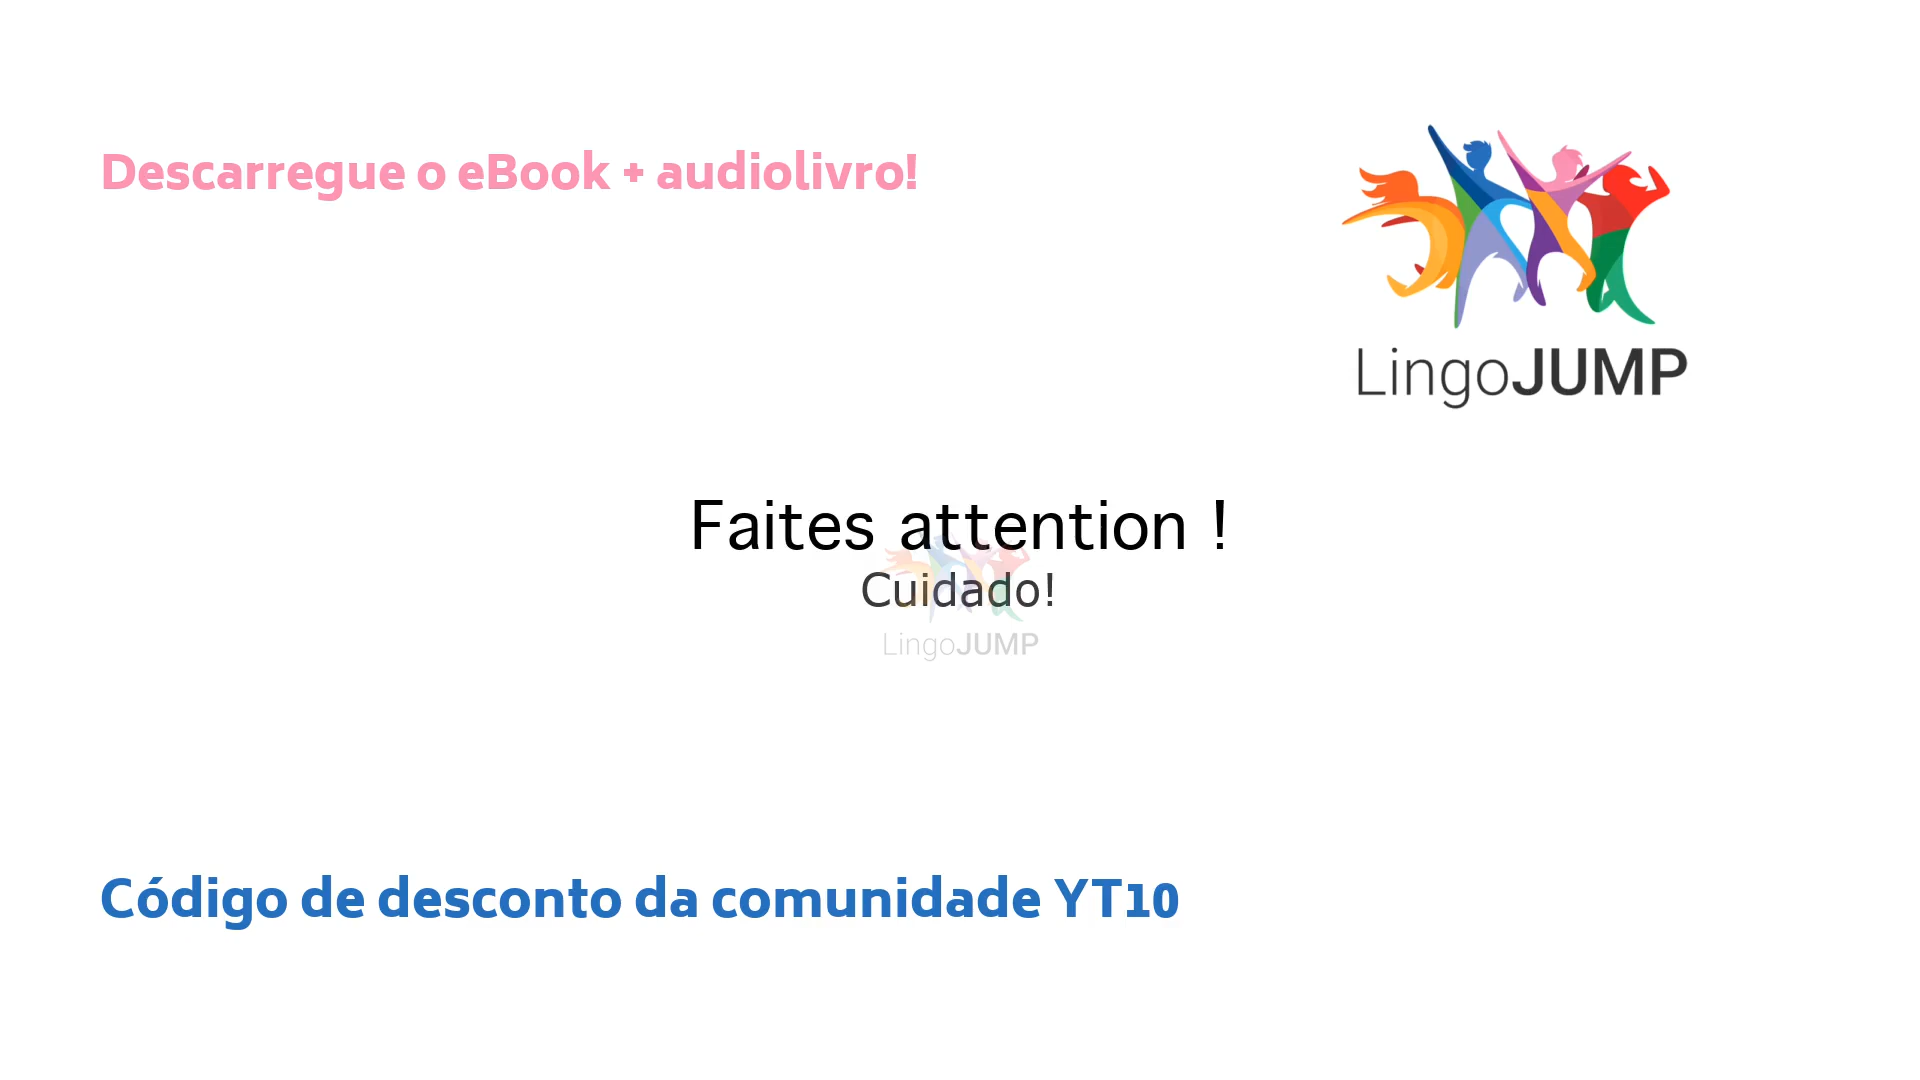 Descarregue o eBook + audiolivro!
LingoJUMP
Faites attention !
Cuidado!
LingoJUMP
Código de desconto da comunidade YT10